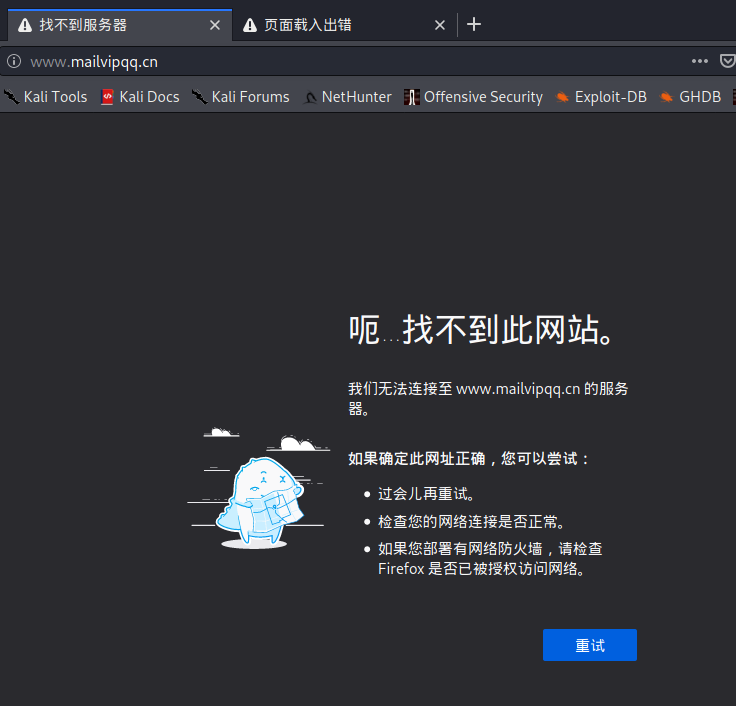 找不到服务器
页面载入出错
www.mailvipqq.cn
Kali Tools Kali Docs Kali Forums NetHunter Offensive Security Exploit-DB GHDB
呃...找不到此网站。
我们无法连接至 www.mailvipqq.cn 的服务
器。
如果确定此网址正确，您可以尝试：
过会儿再重试。
检查您的网络连接是否正常。
如果您部署有网络防火墙，请检查
Firefox 是否已被授权访问网络。
重试